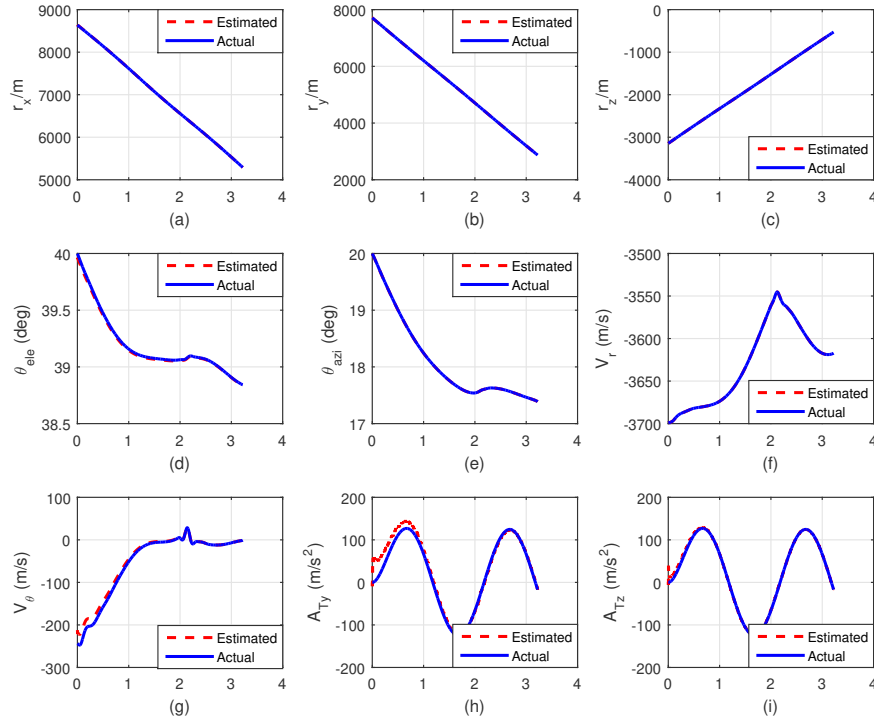 9000
8000
7000
6000
5000
r_x/m
Estimated
Actual
0 1 2 3 4
(a)
8000
6000
4000
2000
r_y/m
Estimated
Actual
0 1 2 3 4
(b)
0
-1000
-2000
-3000
-4000
r_z/m
Estimated
Actual
0 1 2 3 4
(c)
40
39.5
39
38.5
θ_ele (deg)
Estimated
Actual
0 1 2 3 4
(d)
20
19
18
17
θ_azi (deg)
Estimated
Actual
0 1 2 3 4
(e)
-3500
-3550
-3600
-3650
-3700
V_r (m/s)
Estimated
Actual
0 1 2 3 4
(f)
100
0
-100
-200
-300
V_θ (m/s)
Estimated
Actual
0 1 2 3 4
(g)
200
100
0
-100
-200
A_Ty (m/s²)
Estimated
Actual
0 1 2 3 4
(h)
200
100
0
-100
-200
A_Tz (m/s²)
Estimated
Actual
0 1 2 3 4
(i)